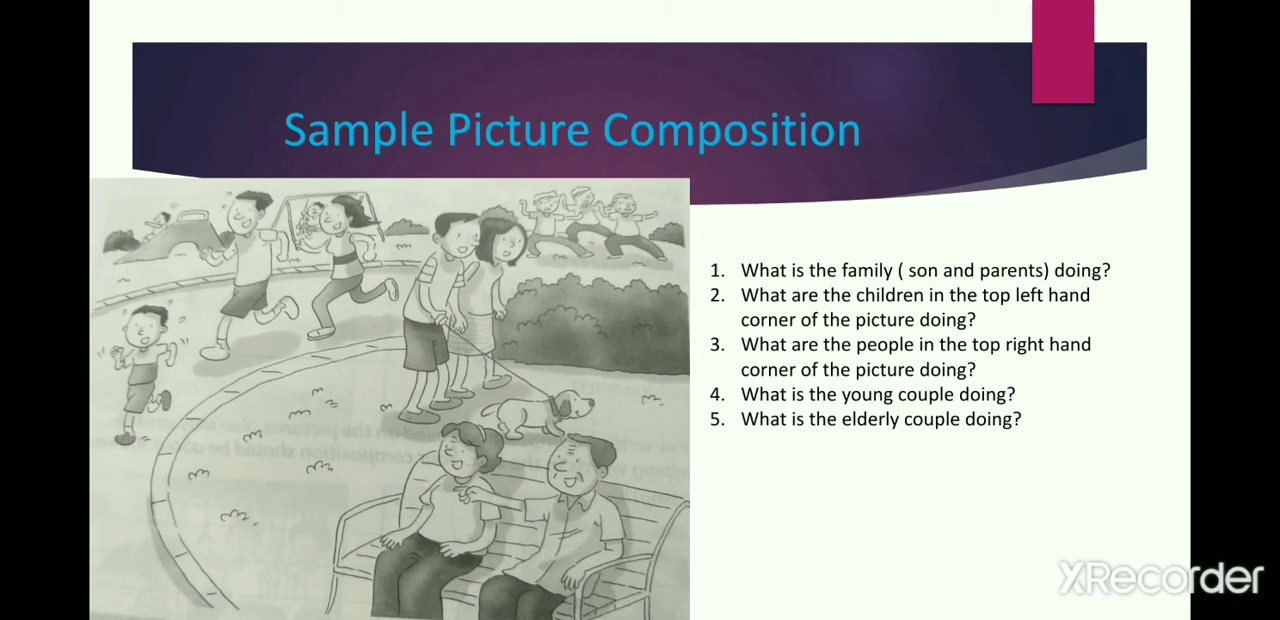 Sample Picture Composition
1. What is the family ( son and parents) doing?
2. What are the children in the top left hand
corner of the picture doing?
3. What are the people in the top right hand
corner of the picture doing?
4. What is the young couple doing?
5. What is the elderly couple doing?
XRecorder